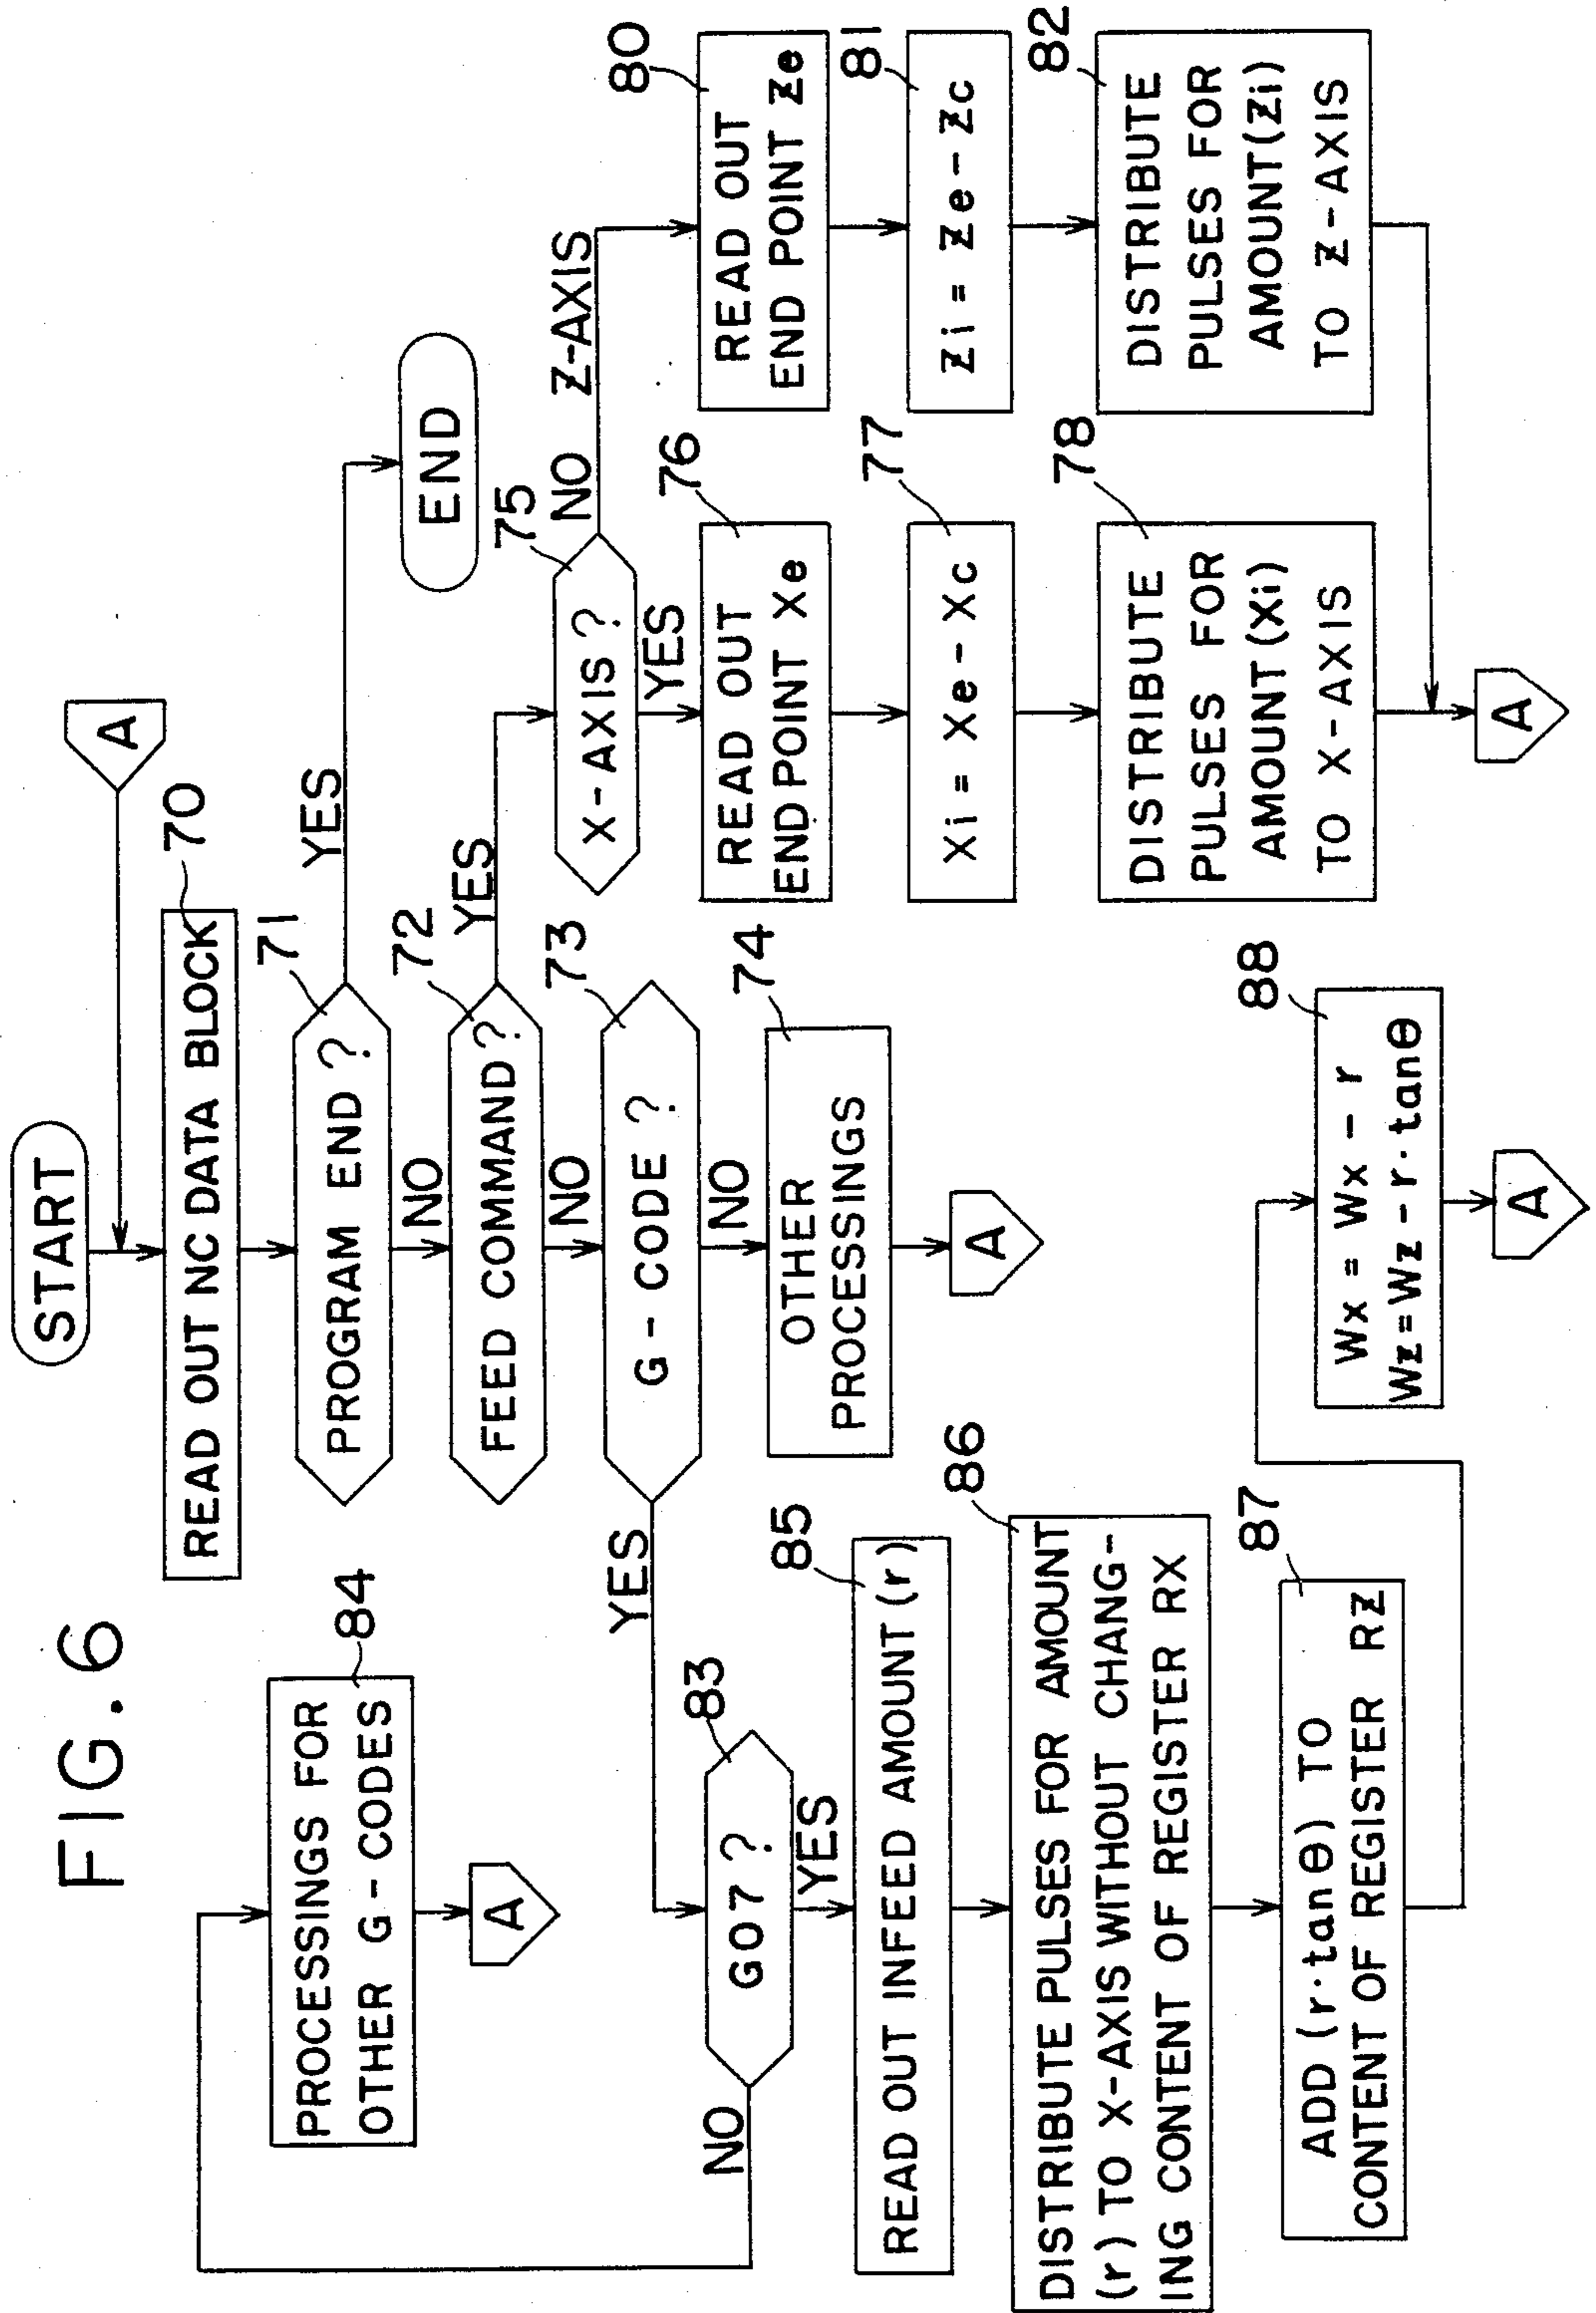 FIG. 6
START
A
READ OUT NC DATA BLOCK
70
PROGRAM END ?
71
YES
END
NO
FEED COMMAND ?
72
YES
NO
G - CODE ?
73
YES
NO
OTHER
PROCESSINGS
74
A
X - AXIS ?
75
NO Z-AXIS
YES
READ OUT
END POINT Xe
76
Xi = Xe - Xc
77
DISTRIBUTE
PULSES FOR
AMOUNT (Xi)
TO X - AXIS
78
A
READ OUT
END POINT Ze
80
Zi = Ze - Zc
81
DISTRIBUTE
PULSES FOR
AMOUNT (Zi)
TO Z - AXIS
82
GO7 ?
83
NO
YES
PROCESSINGS FOR
OTHER G - CODES
84
A
READ OUT INFEED AMOUNT (r)
85
DISTRIBUTE PULSES FOR AMOUNT
(r) TO X-AXIS WITHOUT CHANG-
ING CONTENT OF REGISTER RX
86
ADD (r·tanθ) TO
CONTENT OF REGISTER RZ
87
Wx = Wx - r
Wz = Wz - r·tanθ
88
A